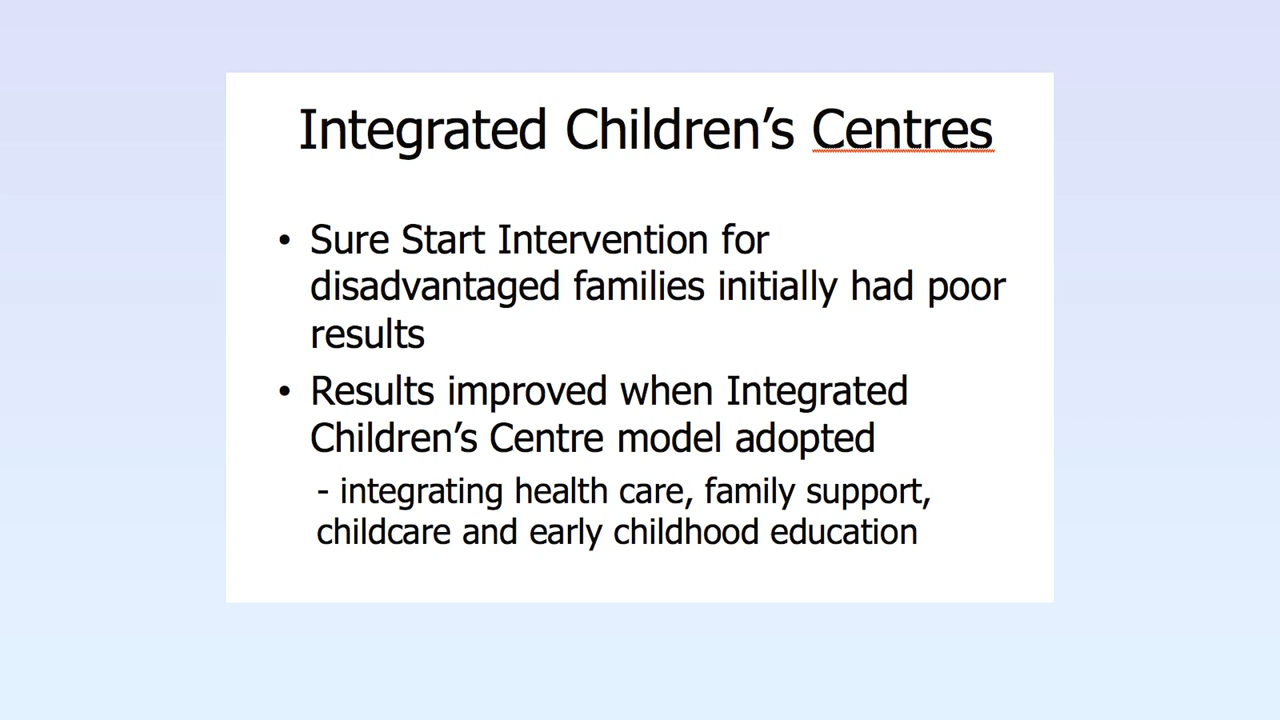 Integrated Children’s Centres
• Sure Start Intervention for
disadvantaged families initially had poor
results
• Results improved when Integrated
Children’s Centre model adopted
- integrating health care, family support,
childcare and early childhood education